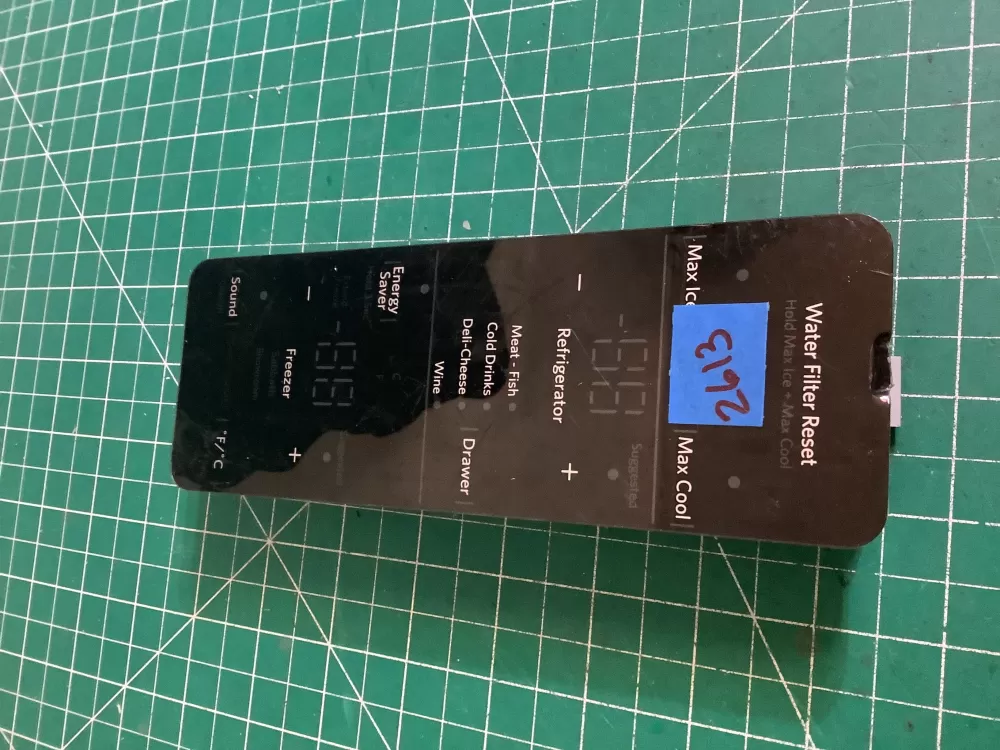 Water Filter Reset
Hold Max Ice + Max Cool
Max Ice
2613
Max Cool
Suggested
− Refrigerator +
Meat - Fish
Cold Drinks
Deli-Cheese
Wine
Drawer
Energy
Saver
− Freezer +
Sound
°F/°C